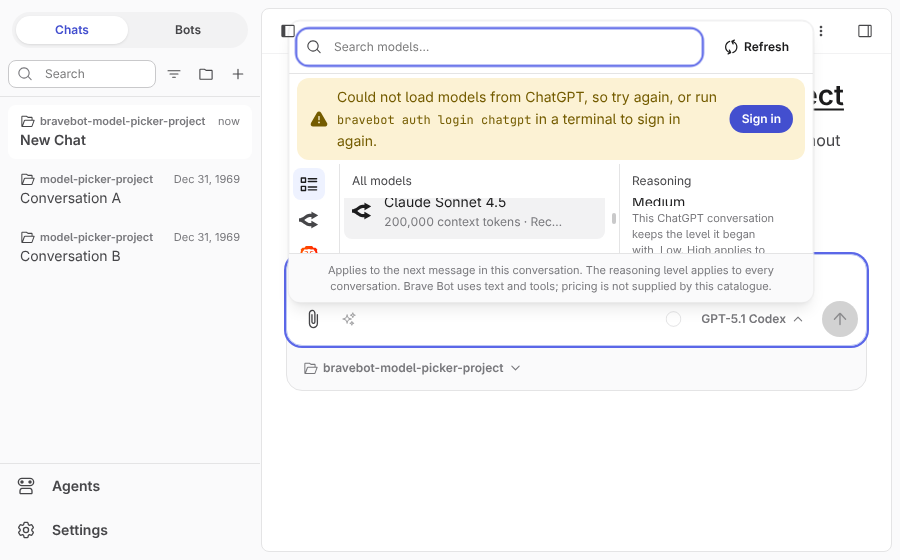 Chats
Bots
Search
bravebot-model-picker-project now
New Chat
model-picker-project Dec 31, 1969
Conversation A
model-picker-project Dec 31, 1969
Conversation B
Agents
Settings
Search models...
Refresh
Could not load models from ChatGPT, so try again, or run
bravebot auth login chatgpt in a terminal to sign in
again.
Sign in
All models
Claude Sonnet 4.5
200,000 context tokens · Rec...
Reasoning
Medium
This ChatGPT conversation
keeps the level it began
with. Low, High applies to
Applies to the next message in this conversation. The reasoning level applies to every
conversation. Brave Bot uses text and tools; pricing is not supplied by this catalogue.
GPT-5.1 Codex
bravebot-model-picker-project